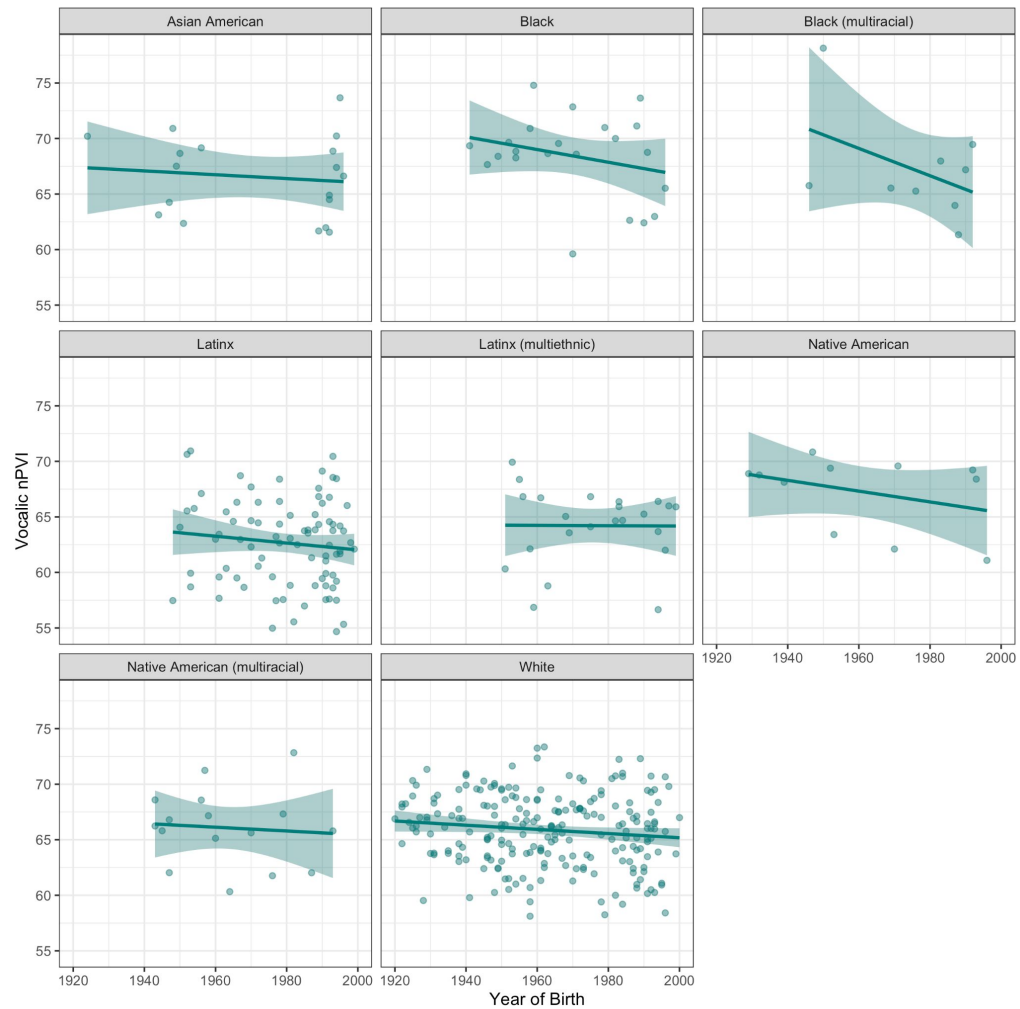 Asian American
Black
Black (multiracial)
75
70
65
60
55
Latinx
Latinx (multiethnic)
Native American
75
70
65
60
55
Vocalic nPVI
1920 1940 1960 1980 2000
Native American (multiracial)
White
75
70
65
60
55
1920 1940 1960 1980 2000
1920 1940 1960 1980 2000
Year of Birth